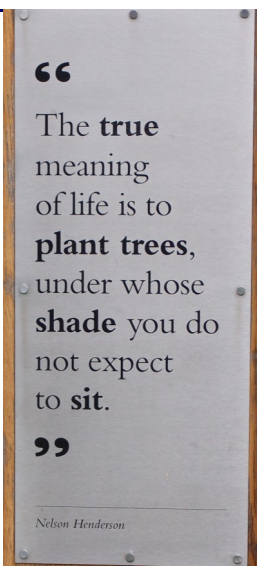 “
The true
meaning
of life is to
plant trees,
under whose
shade you do
not expect
to sit.
”
Nelson Henderson